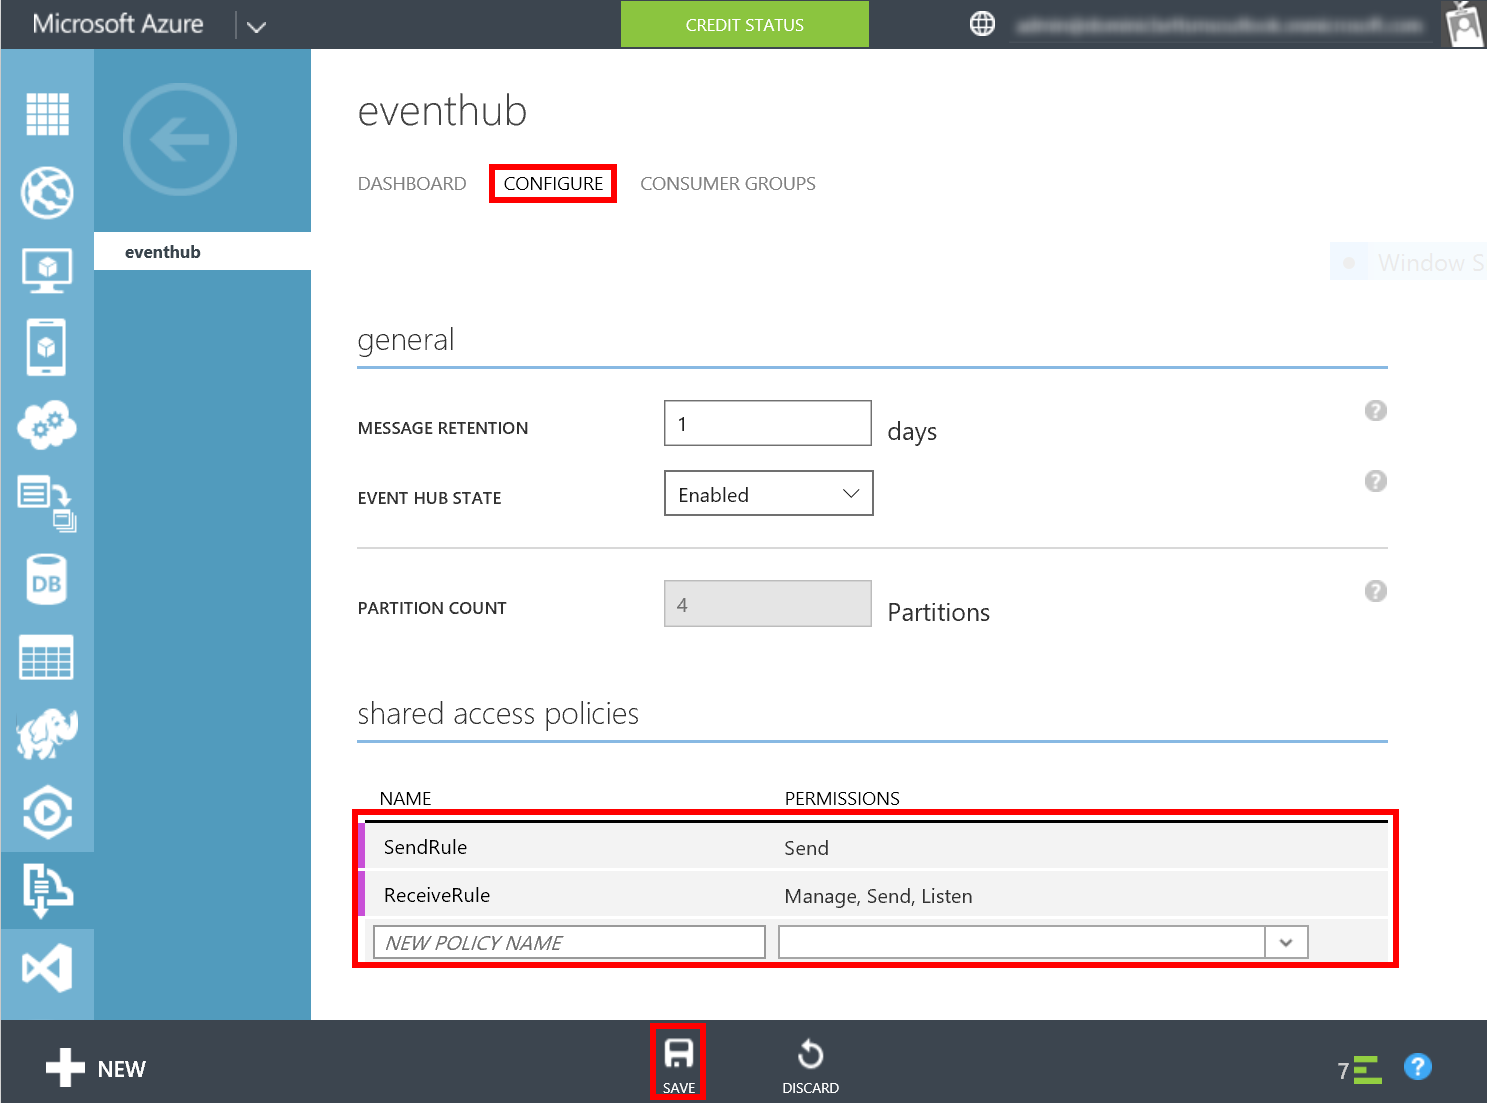 Microsoft Azure
CREDIT STATUS
eventhub
DASHBOARD CONFIGURE CONSUMER GROUPS
eventhub
Window S
general
MESSAGE RETENTION 1 days ?
EVENT HUB STATE Enabled ?
DB
PARTITION COUNT 4 Partitions ?
shared access policies
NAME PERMISSIONS
SendRule Send
ReceiveRule Manage, Send, Listen
NEW POLICY NAME
NEW SAVE DISCARD 7 ?